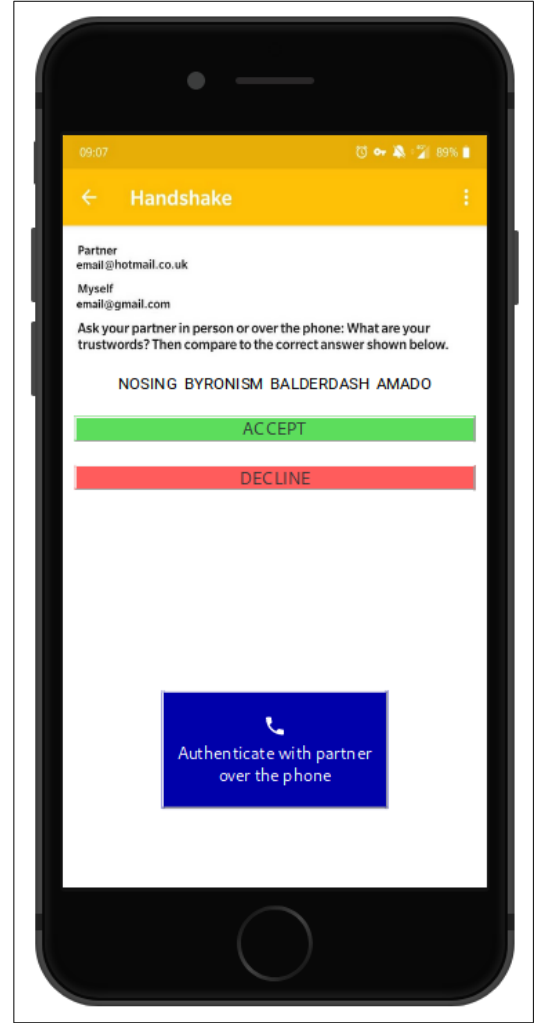 09:07 89%
Handshake
Partner
email@hotmail.co.uk
Myself
email@gmail.com
Ask your partner in person or over the phone: What are your
trustwords? Then compare to the correct answer shown below.
NOSING BYRONISM BALDERDASH AMADO
ACCEPT
DECLINE
Authenticate with partner
over the phone